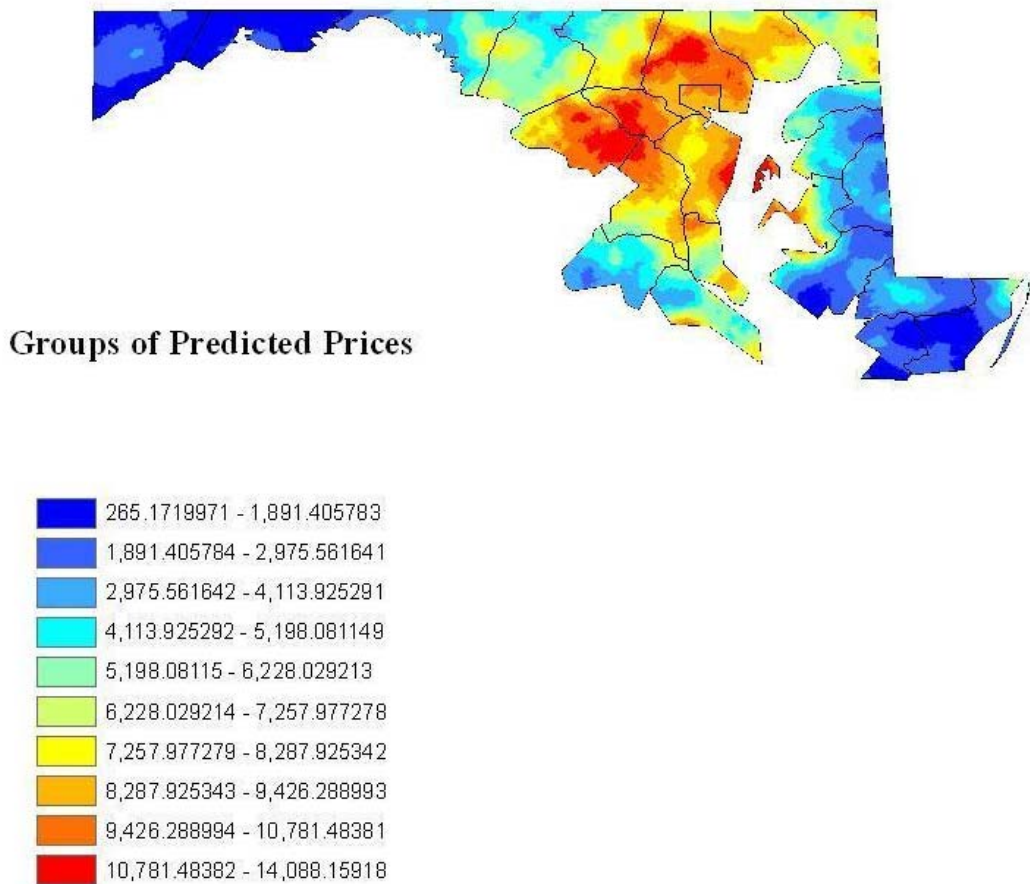 Groups of Predicted Prices
265.1719971 - 1,891.405783
1,891.405784 - 2,975.561641
2,975.561642 - 4,113.925291
4,113.925292 - 5,198.081149
5,198.08115 - 6,228.029213
6,228.029214 - 7,257.977278
7,257.977279 - 8,287.925342
8,287.925343 - 9,426.288993
9,426.288994 - 10,781.48381
10,781.48382 - 14,088.15918